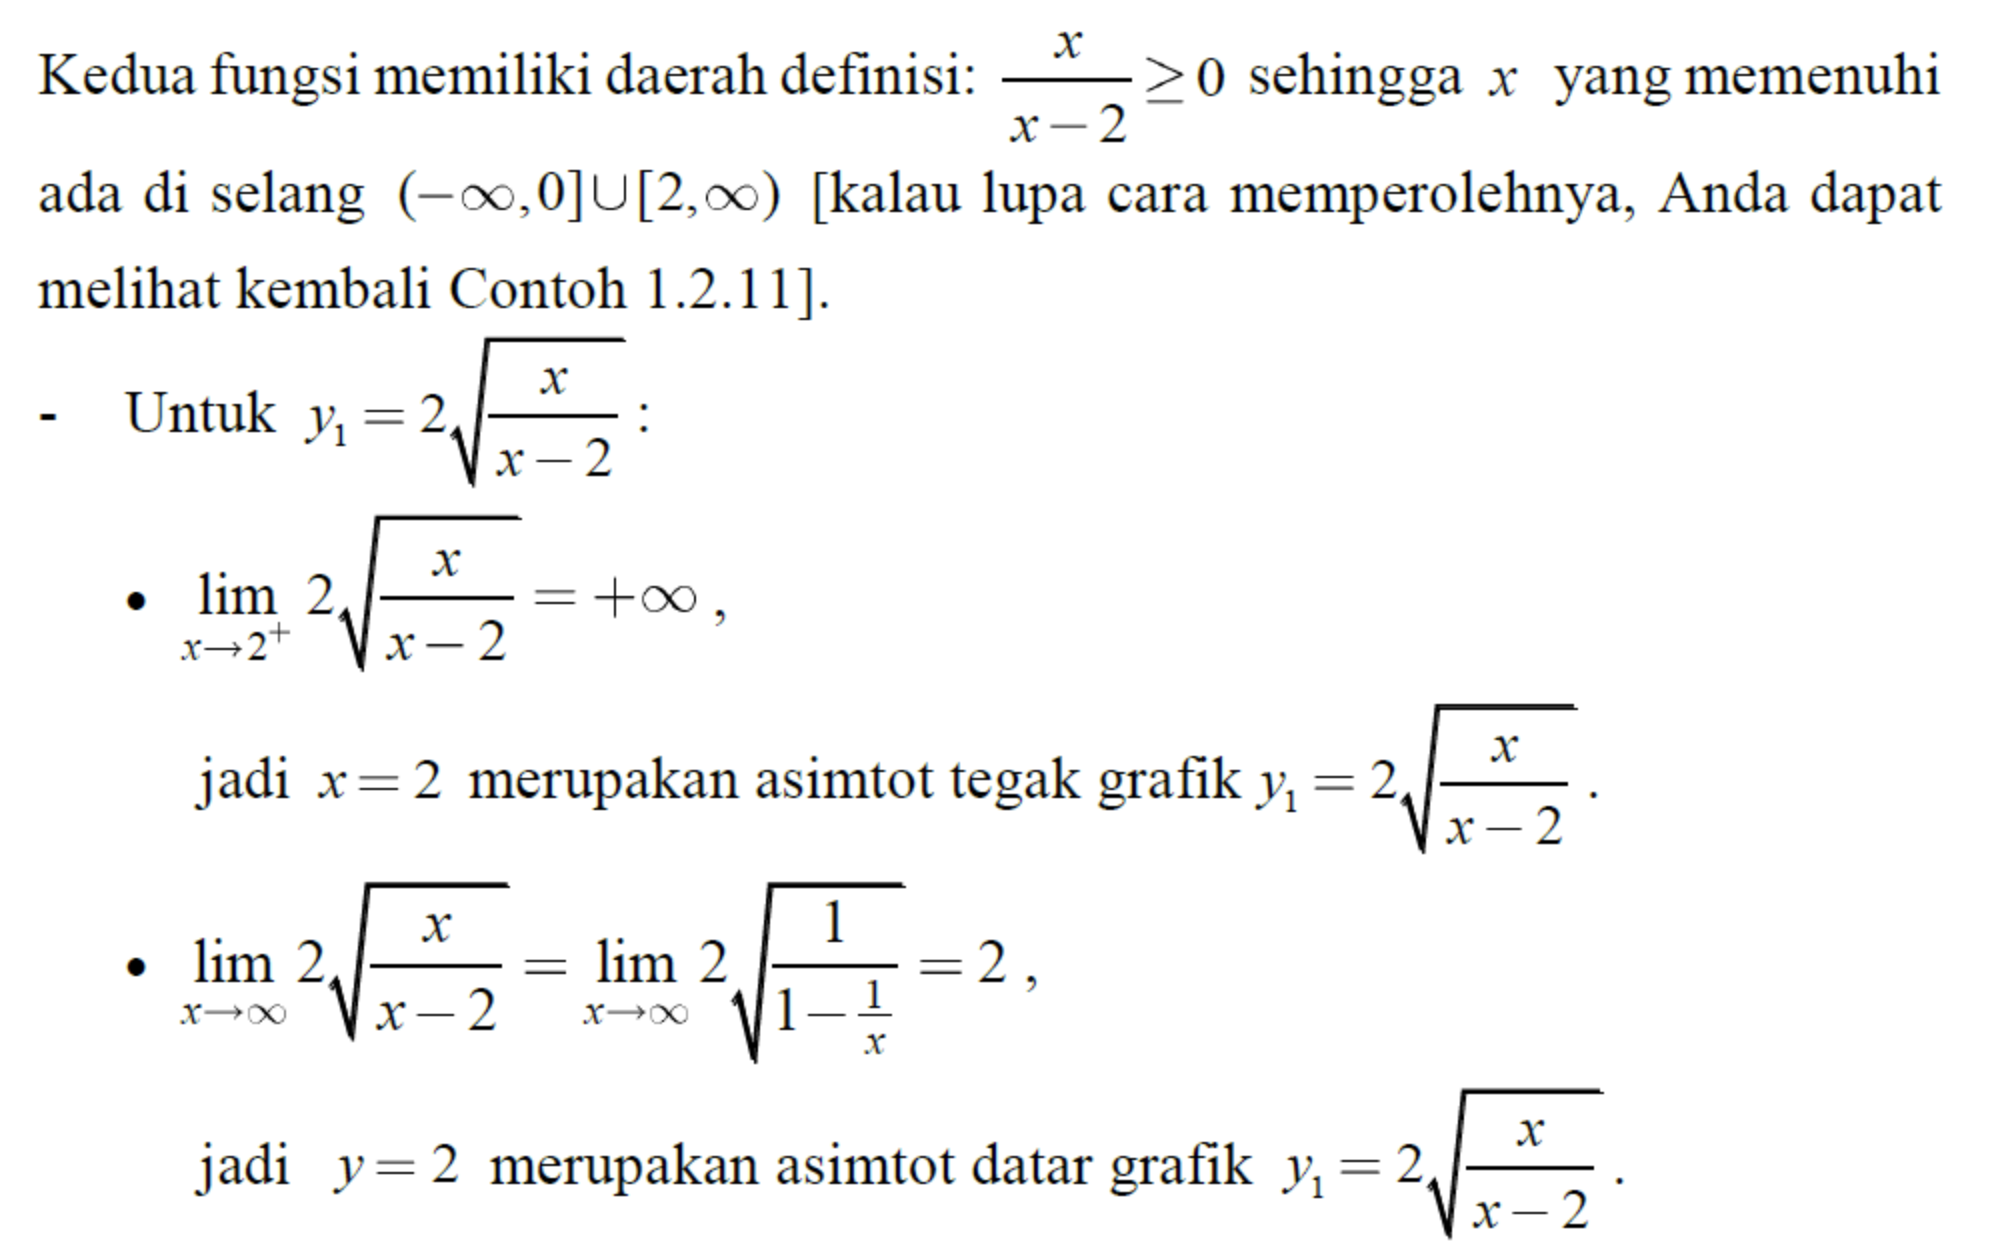 Kedua fungsi memiliki daerah definisi: $\frac{x}{x-2} \geq 0$ sehingga $x$ yang memenuhi
ada di selang $(-\infty,0]\cup[2,\infty)$ [kalau lupa cara memperolehnya, Anda dapat
melihat kembali Contoh 1.2.11].
- Untuk $y_1 = 2\sqrt{\frac{x}{x-2}}$ :
• $\lim_{x \to 2^+} 2\sqrt{\frac{x}{x-2}} = +\infty$ ,
jadi $x = 2$ merupakan asimtot tegak grafik $y_1 = 2\sqrt{\frac{x}{x-2}}$ .
• $\lim_{x \to \infty} 2\sqrt{\frac{x}{x-2}} = \lim_{x \to \infty} 2\sqrt{\frac{1}{1-\frac{1}{x}}} = 2$ ,
jadi $y = 2$ merupakan asimtot datar grafik $y_1 = 2\sqrt{\frac{x}{x-2}}$ .